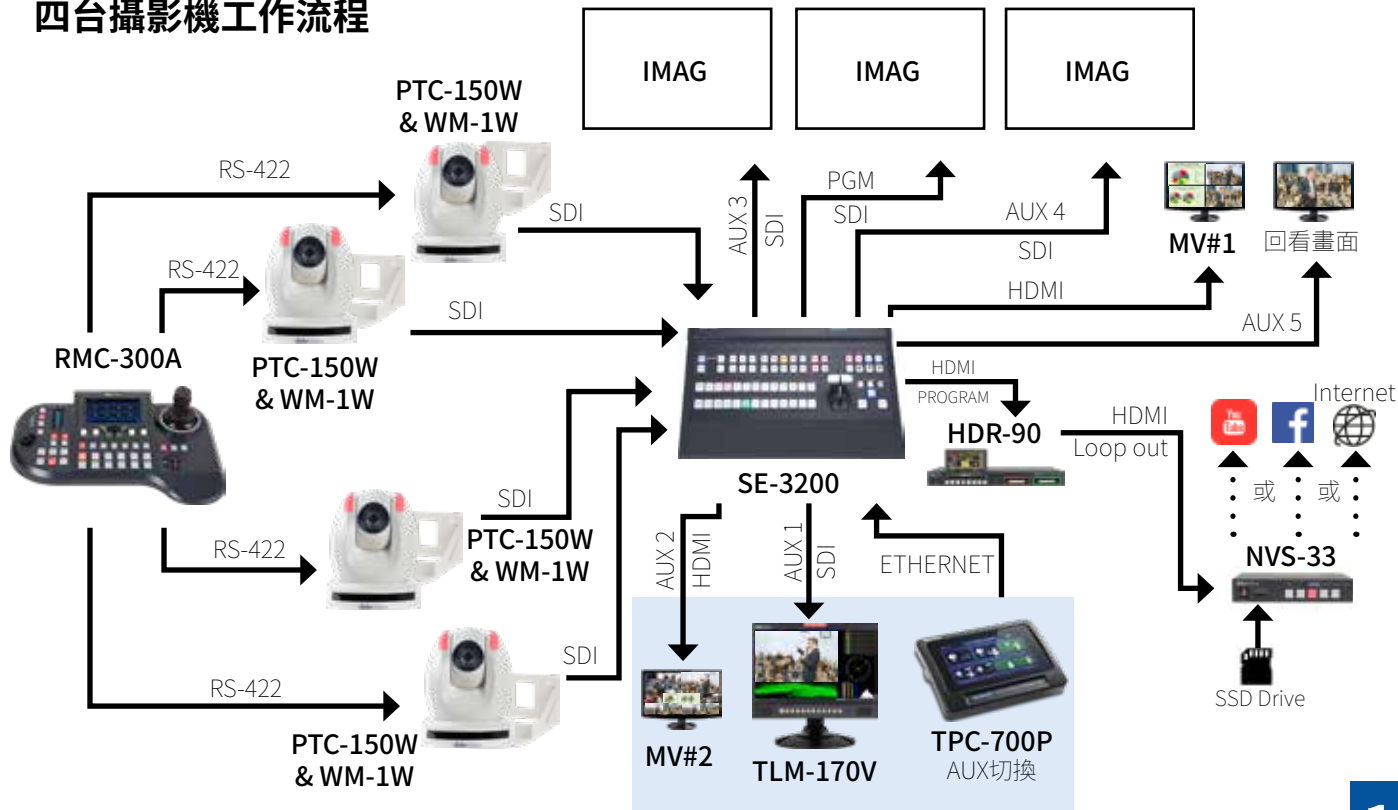 四台攝影機工作流程
IMAG
IMAG
IMAG
PTC-150W
& WM-1W
RS-422
SDI
AUX 3
SDI
PGM
SDI
AUX 4
SDI
MV#1
回看畫面
RS-422
SDI
HDMI
AUX 5
RMC-300A
PTC-150W
& WM-1W
HDMI
PROGRAM
HDR-90
HDMI
Loop out
You
Tube
f
Internet
或
或
SE-3200
SDI
PTC-150W
& WM-1W
RS-422
AUX 2
HDMI
AUX 1
SDI
ETHERNET
NVS-33
SDI
RS-422
SSD Drive
PTC-150W
& WM-1W
MV#2
TLM-170V
TPC-700P
AUX切換